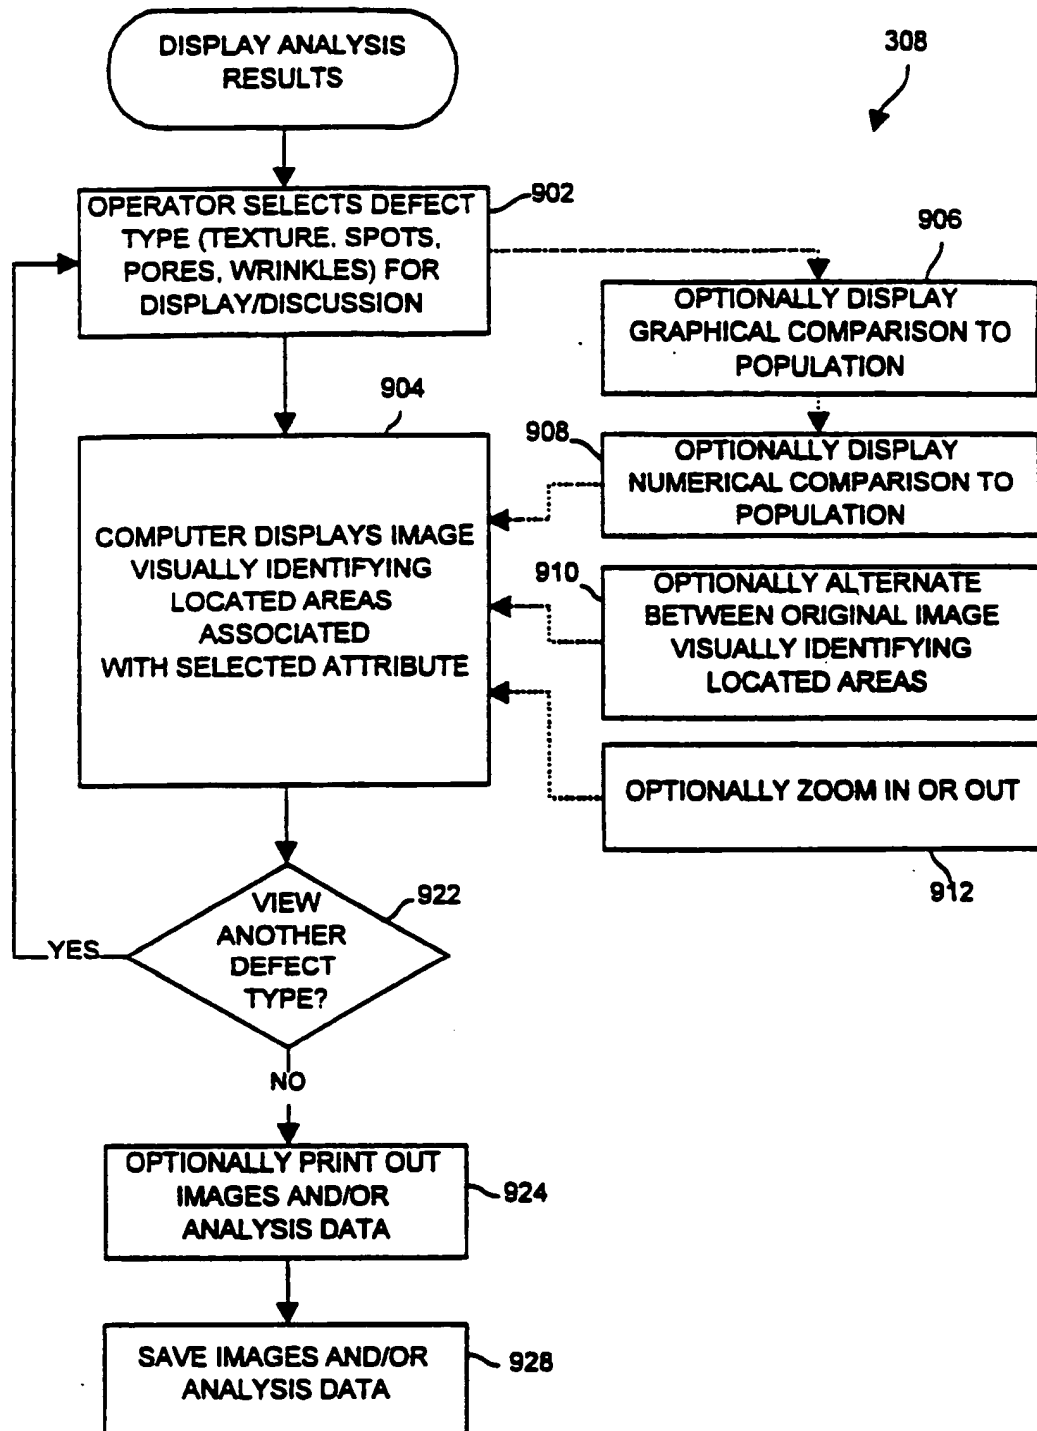 DISPLAY ANALYSIS
RESULTS
308
902
OPERATOR SELECTS DEFECT
TYPE (TEXTURE. SPOTS,
PORES, WRINKLES) FOR
DISPLAY/DISCUSSION
906
OPTIONALLY DISPLAY
GRAPHICAL COMPARISON TO
POPULATION
904
COMPUTER DISPLAYS IMAGE
VISUALLY IDENTIFYING
LOCATED AREAS
ASSOCIATED
WITH SELECTED ATTRIBUTE
908
OPTIONALLY DISPLAY
NUMERICAL COMPARISON TO
POPULATION
910
OPTIONALLY ALTERNATE
BETWEEN ORIGINAL IMAGE
VISUALLY IDENTIFYING
LOCATED AREAS
OPTIONALLY ZOOM IN OR OUT
912
922
VIEW
ANOTHER
DEFECT
TYPE?
YES
NO
OPTIONALLY PRINT OUT
IMAGES AND/OR
ANALYSIS DATA
924
SAVE IMAGES AND/OR
ANALYSIS DATA
928